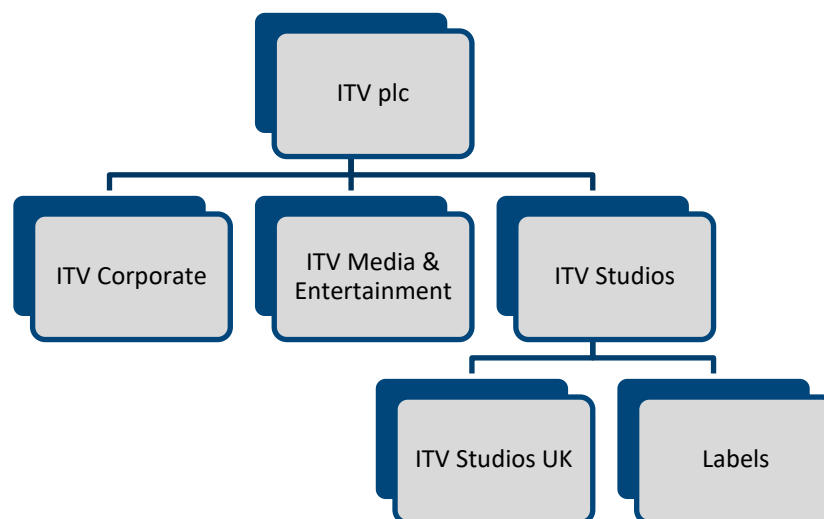 ITV plc
ITV Corporate
ITV Media &
Entertainment
ITV Studios
ITV Studios UK
Labels